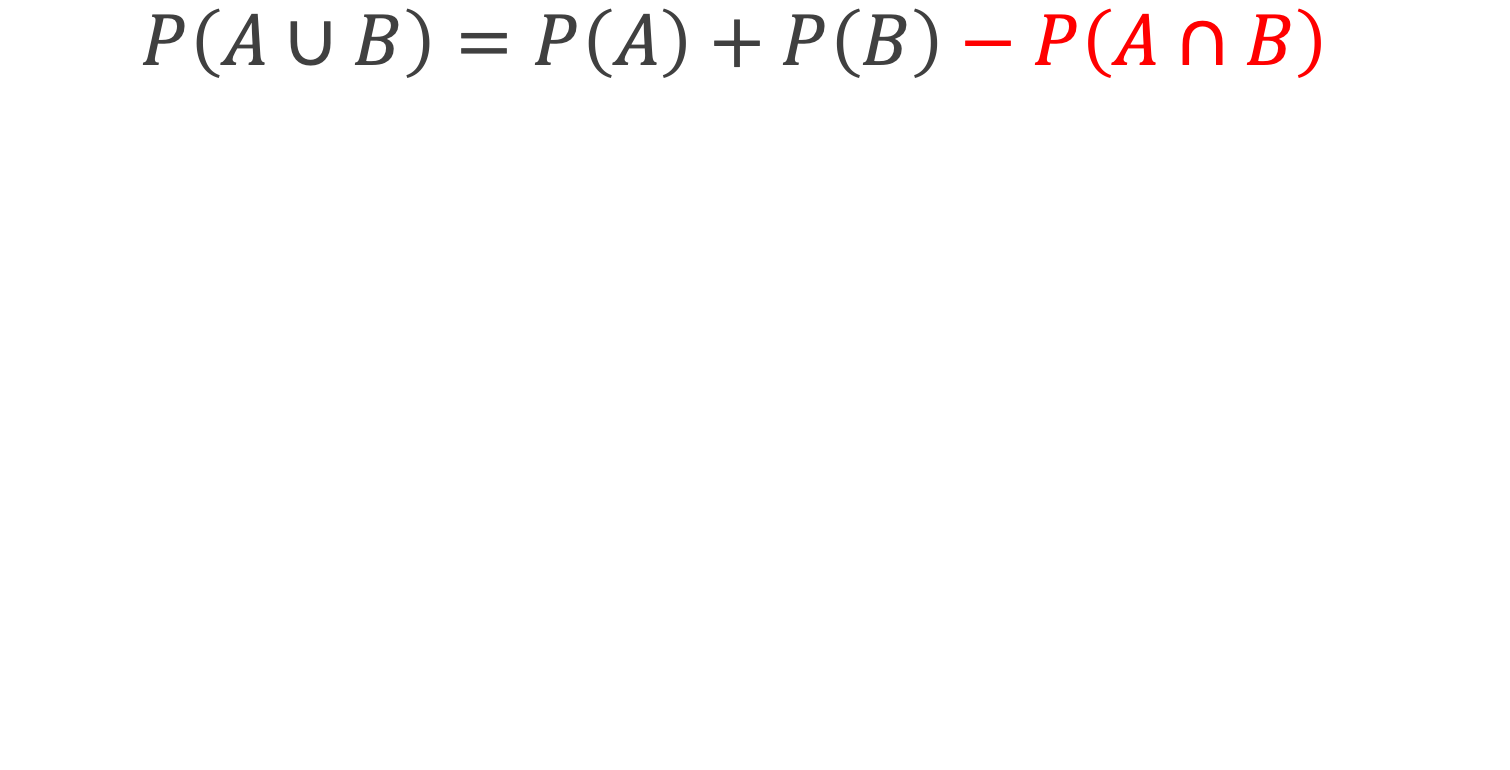 P(A ∪ B) = P(A) + P(B) − P(A ∩ B)